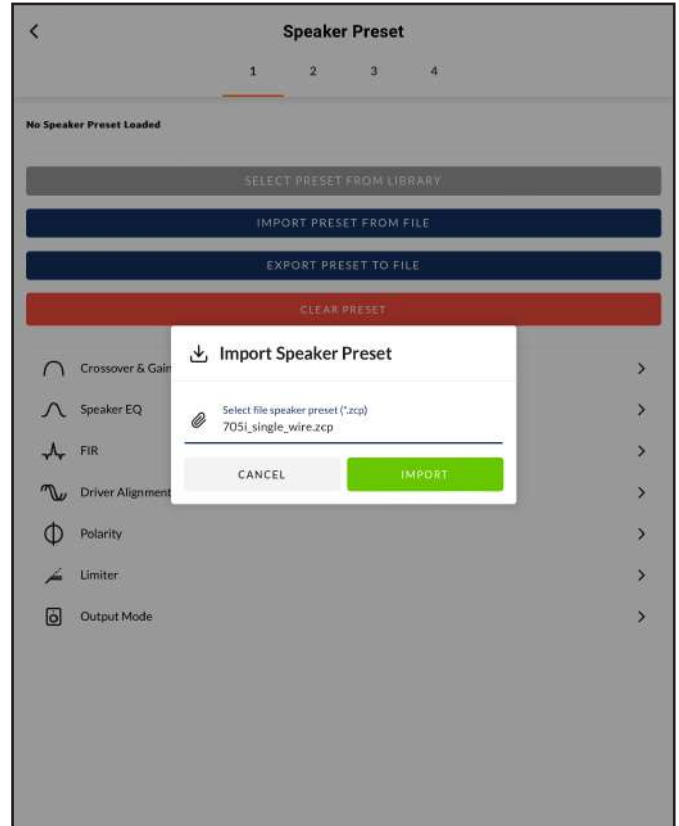 Speaker Preset
1 2 3 4
No Speaker Preset Loaded
SELECT PRESET FROM LIBRARY
IMPORT PRESET FROM FILE
EXPORT PRESET TO FILE
CLEAR PRESET
Import Speaker Preset
Select file speaker preset (*.zcp)
705i_single_wire.zcp
CANCEL IMPORT
Crossover & Gain
Speaker EQ
FIR
Driver Alignment
Polarity
Limiter
Output Mode